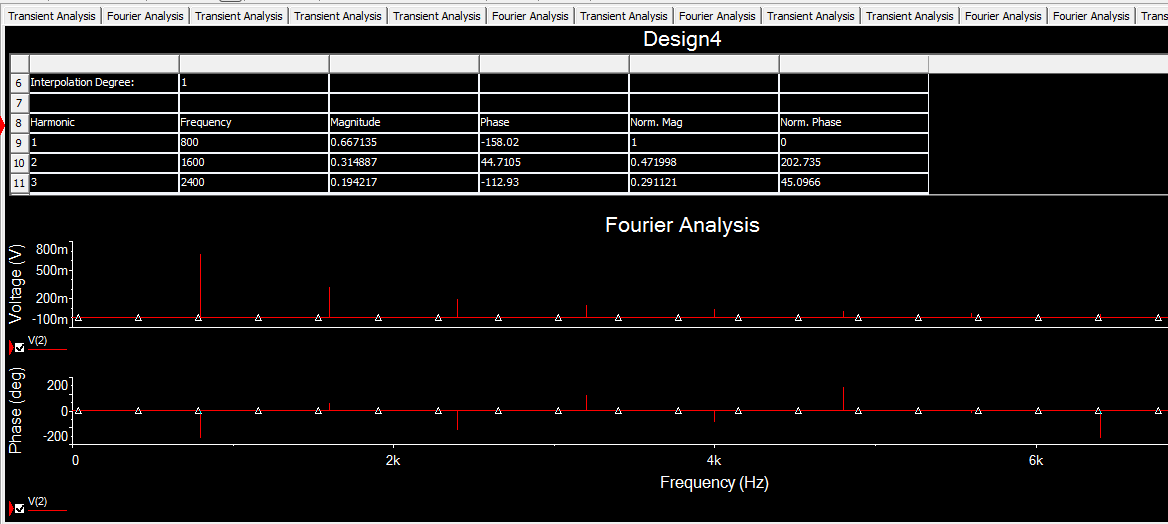 Transient Analysis Fourier Analysis Transient Analysis Transient Analysis Transient Analysis Fourier Analysis Transient Analysis Fourier Analysis Transient Analysis Transient Analysis Fourier Analysis Fourier Analysis Trans
Design4
6 Interpolation Degree: 1
7
8 Harmonic Frequency Magnitude Phase Norm. Mag Norm. Phase
9 1 800 0.667135 -158.02 1 0
10 2 1600 0.314887 44.7105 0.471998 202.735
11 3 2400 0.194217 -112.93 0.291121 45.0966
Fourier Analysis
Voltage (V)
800m
500m
200m
-100m
V(2)
Phase (deg)
200
0
-200
0 2k 4k 6k
Frequency (Hz)
V(2)